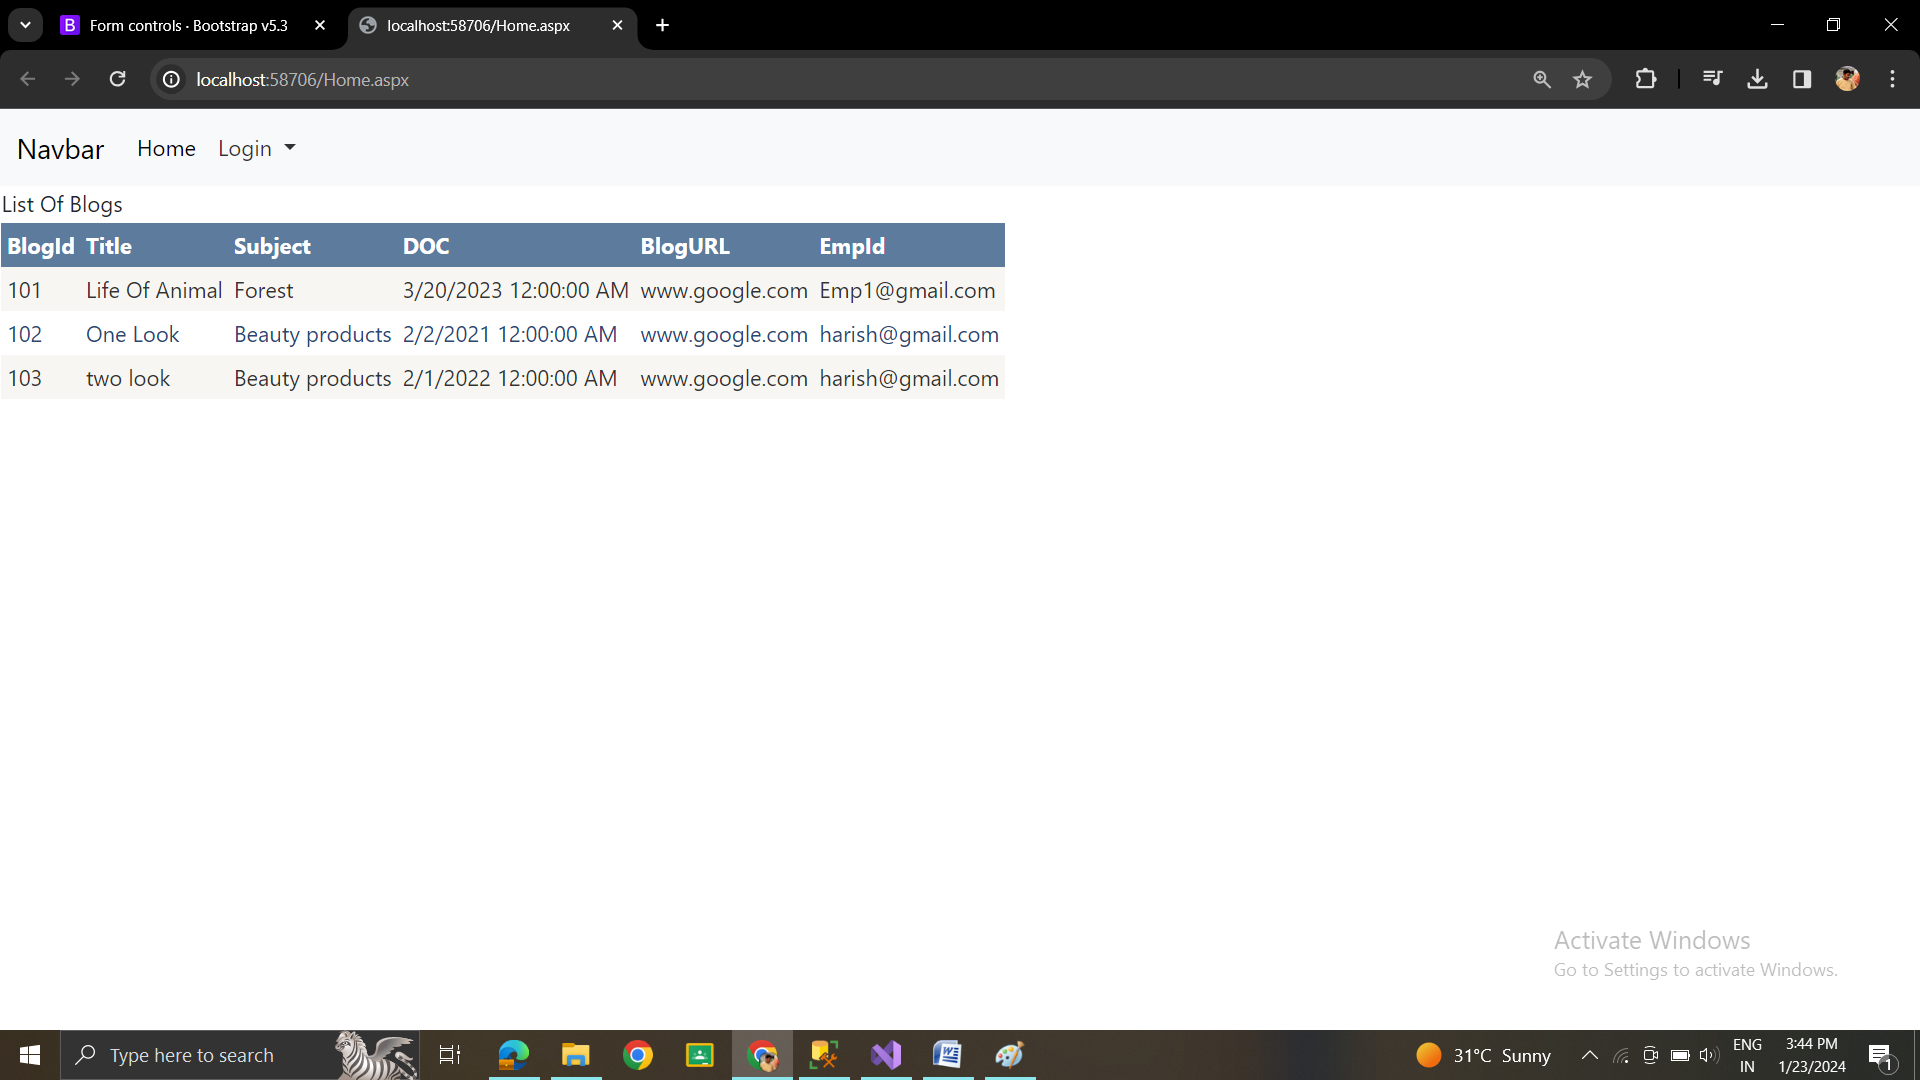 Form controls · Bootstrap v5.3
localhost:58706/Home.aspx
localhost:58706/Home.aspx
Navbar Home Login
List Of Blogs
BlogId Title Subject DOC BlogURL EmpId
101 Life Of Animal Forest 3/20/2023 12:00:00 AM www.google.com Emp1@gmail.com
102 One Look Beauty products 2/2/2021 12:00:00 AM www.google.com harish@gmail.com
103 two look Beauty products 2/1/2022 12:00:00 AM www.google.com harish@gmail.com
Activate Windows
Go to Settings to activate Windows.
Type here to search
31°C Sunny
ENG
IN
3:44 PM
1/23/2024
1